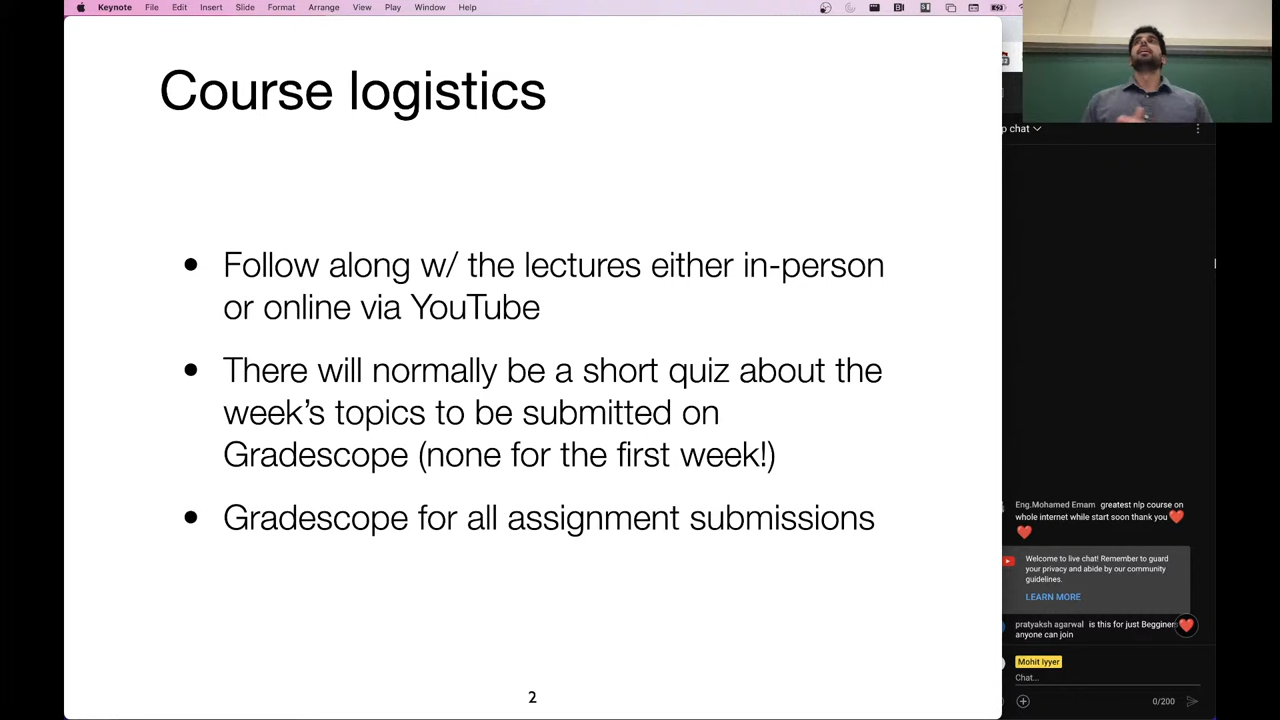 Keynote File Edit Insert Slide Format Arrange View Play Window Help
Course logistics
• Follow along w/ the lectures either in-person
or online via YouTube
• There will normally be a short quiz about the
week's topics to be submitted on
Gradescope (none for the first week!)
• Gradescope for all assignment submissions
2
p chat
Eng.Mohamed Emam greatest nlp course on
whole internet while start soon thank you ❤️
❤️
Welcome to live chat! Remember to guard
your privacy and abide by our community
guidelines.
LEARN MORE
pratyaksh agarwal is this for just Begginers
anyone can join
Mohit Iyyer
Chat...
0/200